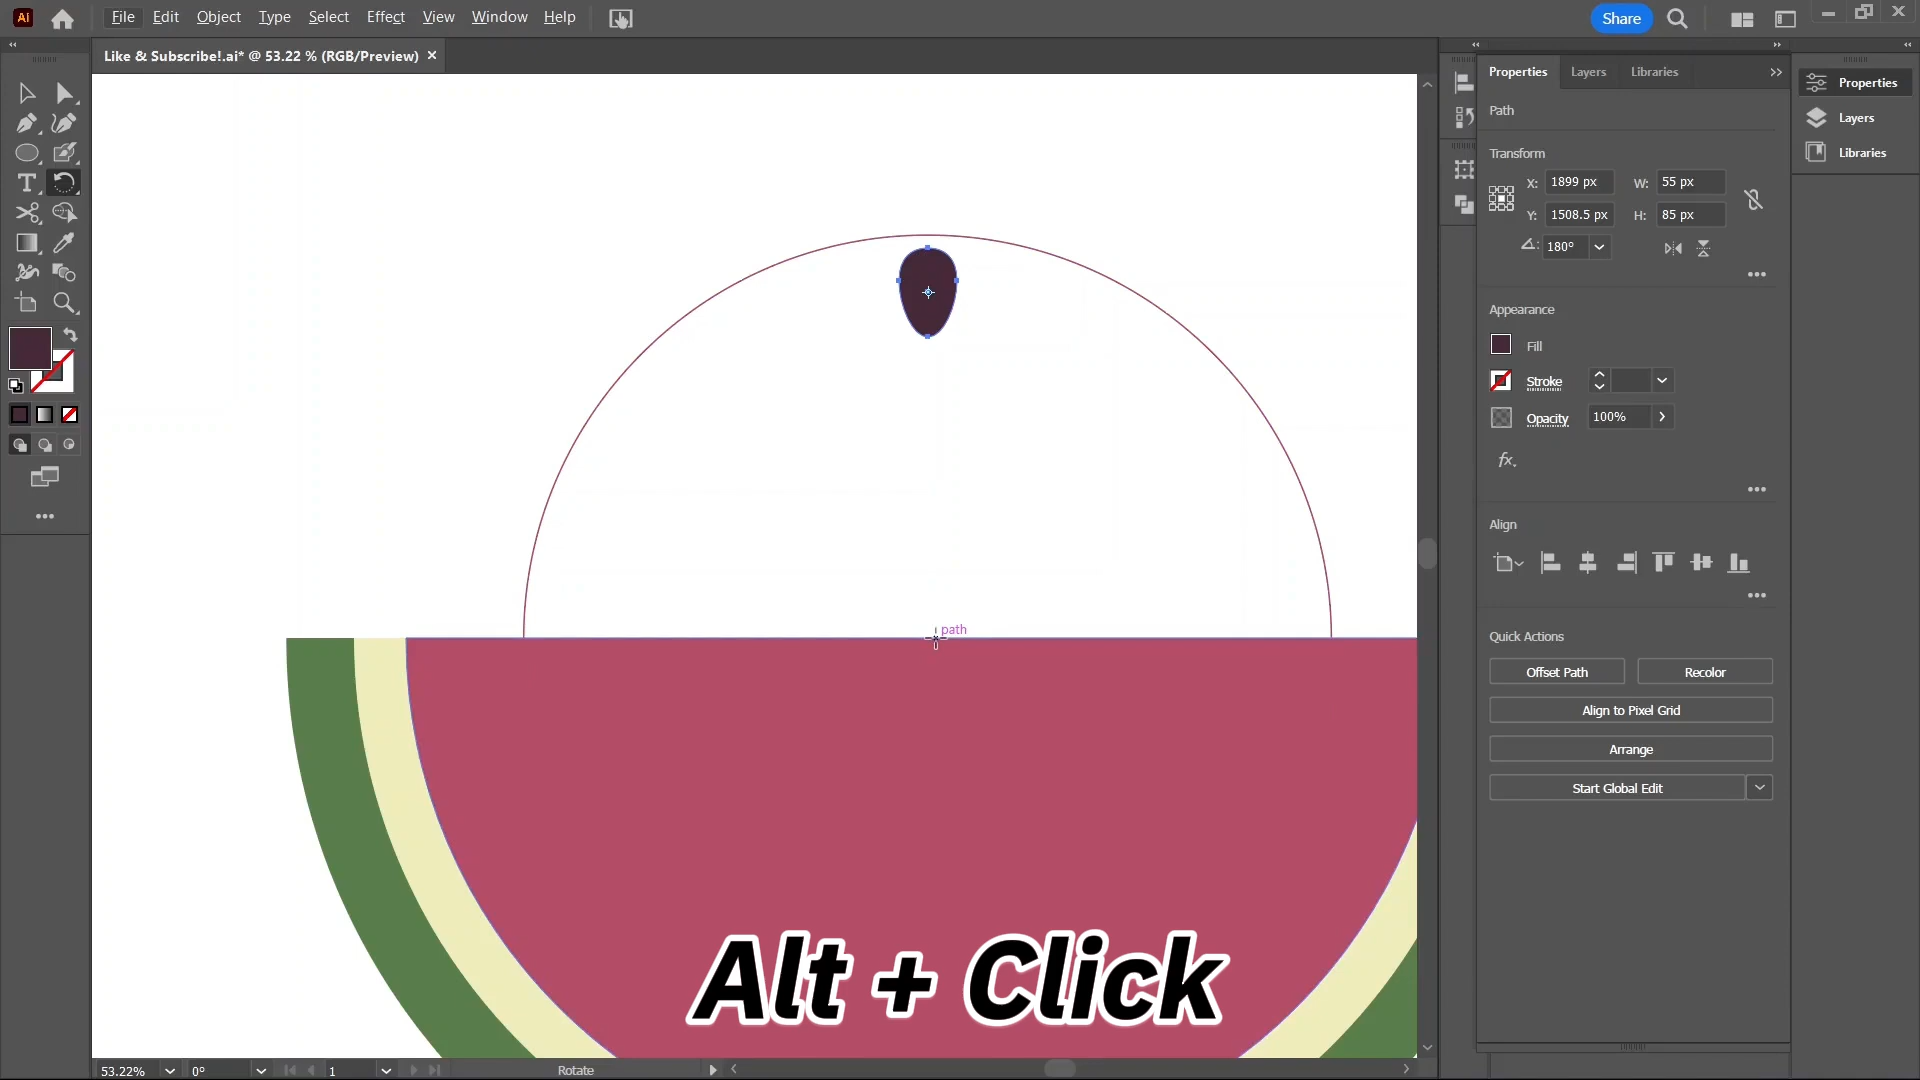 Ai File Edit Object Type Select Effect View Window Help Share
Like & Subscribe!.ai* @ 53.22 % (RGB/Preview) ×
Properties Layers Libraries
Path
Transform
X: 1899 px W: 55 px
Y: 1508.5 px H: 85 px
180°
Appearance
Fill
Stroke
Opacity 100%
fx.
Align
Quick Actions
Offset Path Recolor
Align to Pixel Grid
Arrange
Start Global Edit
Properties
Layers
Libraries
path
Alt + Click
53.22% 0° 1 Rotate